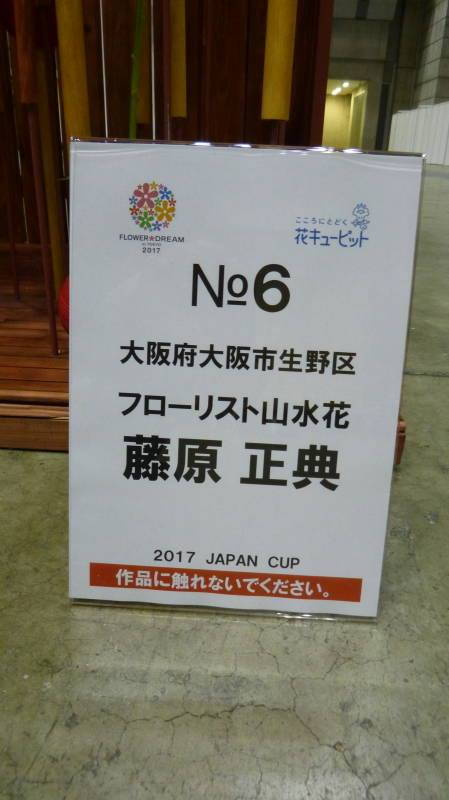 FLOWER★DREAM
in TOKYO
2017
こころにとどく
花キューピット
№6
大阪府大阪市生野区
フローリスト山水花
藤原 正典
2017 JAPAN CUP
作品に触れないでください。